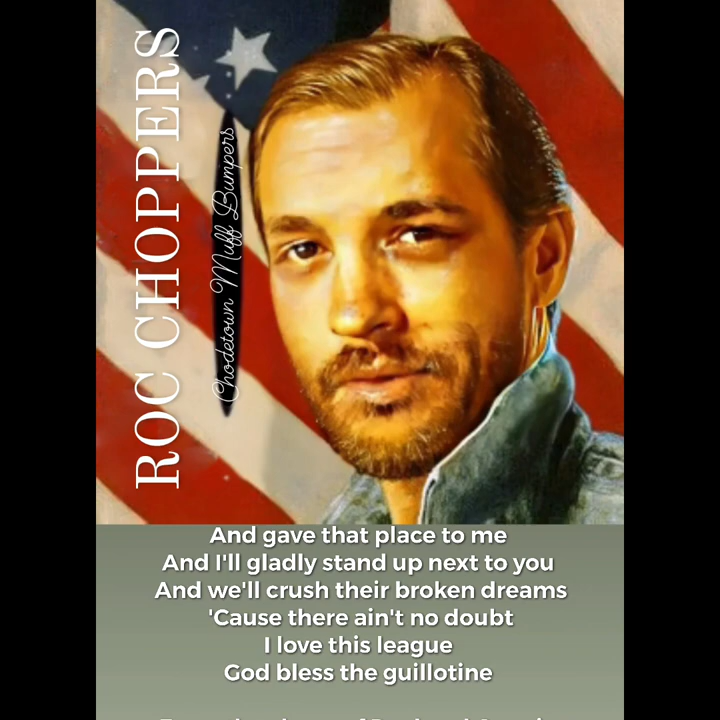 ROC CHOPPERS
Chodetown Muff Bumpers
And gave that place to me
And I'll gladly stand up next to you
And we'll crush their broken dreams
'Cause there ain't no doubt
I love this league
God bless the guillotine